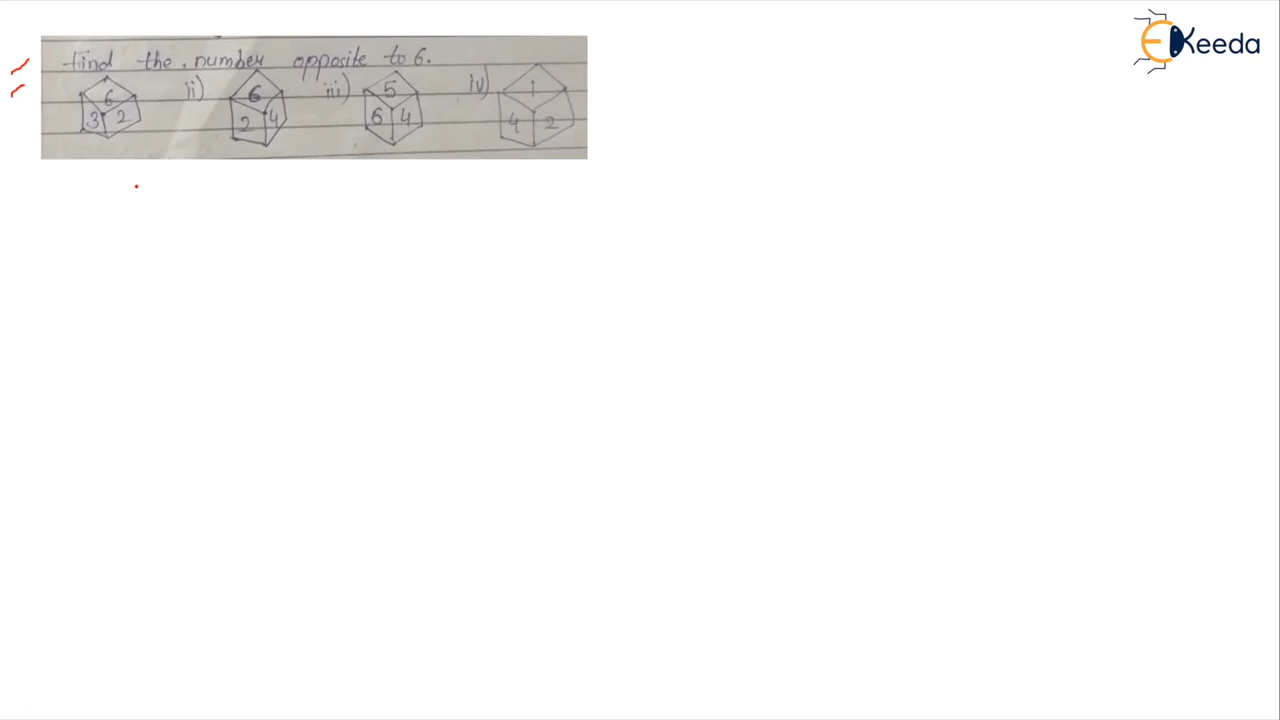 Find the number opposite to 6.
6 ii) 6 iii) 5 iv) 1
3 2 2 4 6 4 4 2
EKeeda